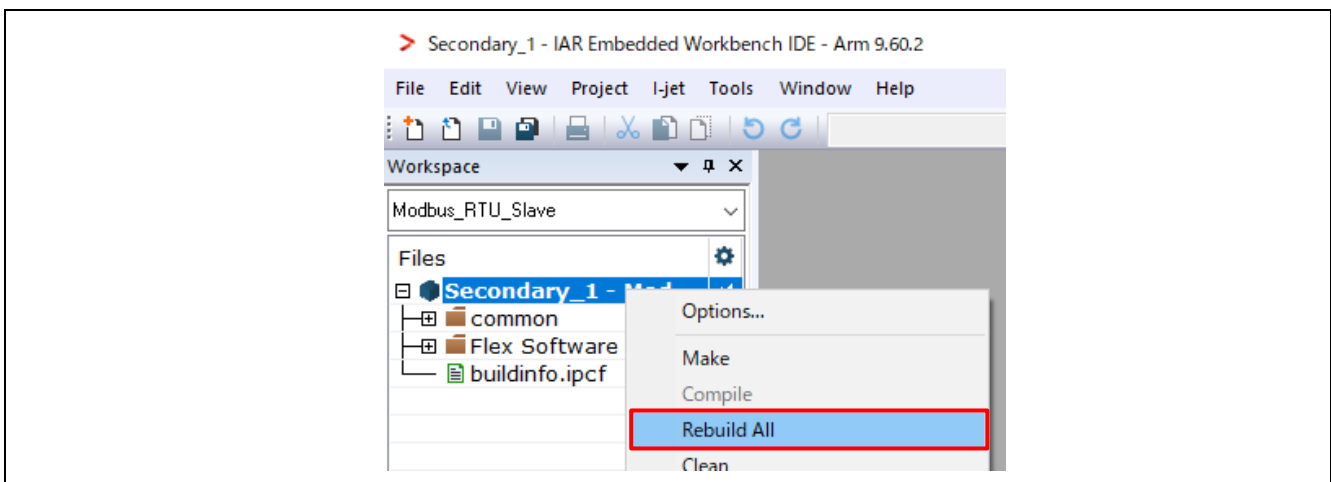 Secondary_1 - IAR Embedded Workbench IDE - Arm 9.60.2
File Edit View Project I-jet Tools Window Help
Workspace
Modbus_RTU_Slave
Files
Secondary_1 - Mod
common
Flex Software
buildinfo.ipcf
Options...
Make
Compile
Rebuild All
Clean